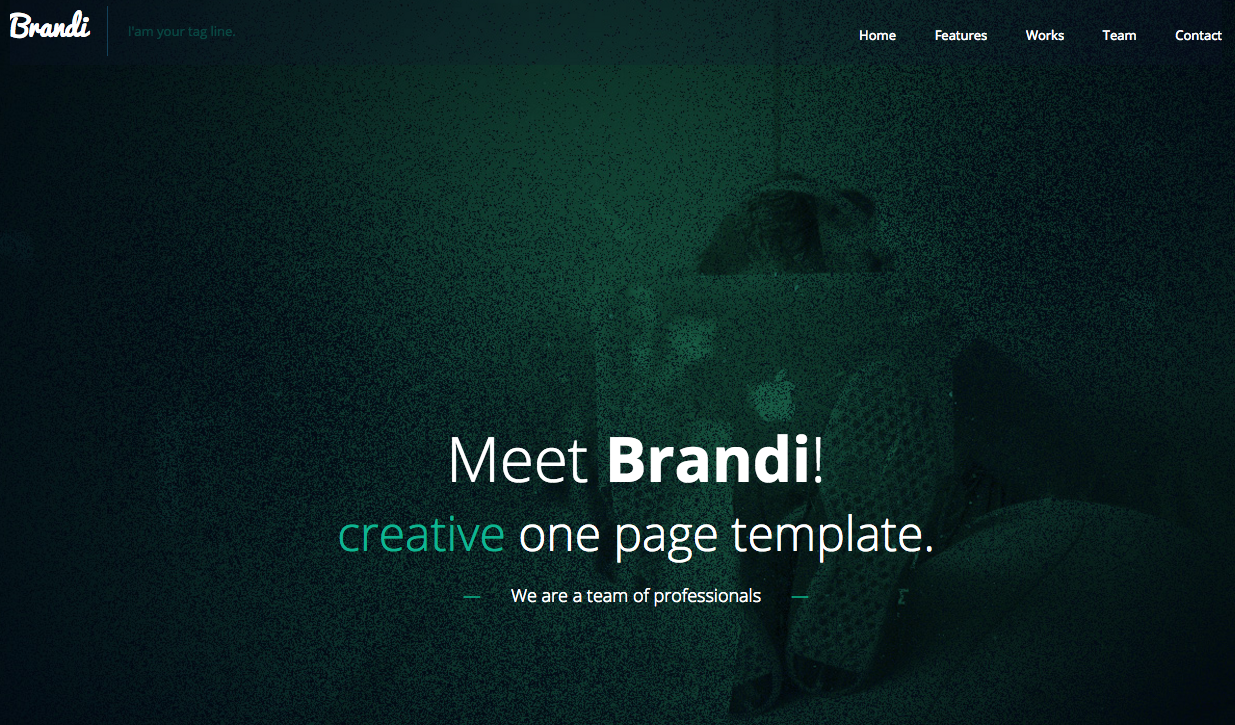 Brandi
I'am your tag line.
Home Features Works Team Contact
Meet Brandi!
creative one page template.
— We are a team of professionals —